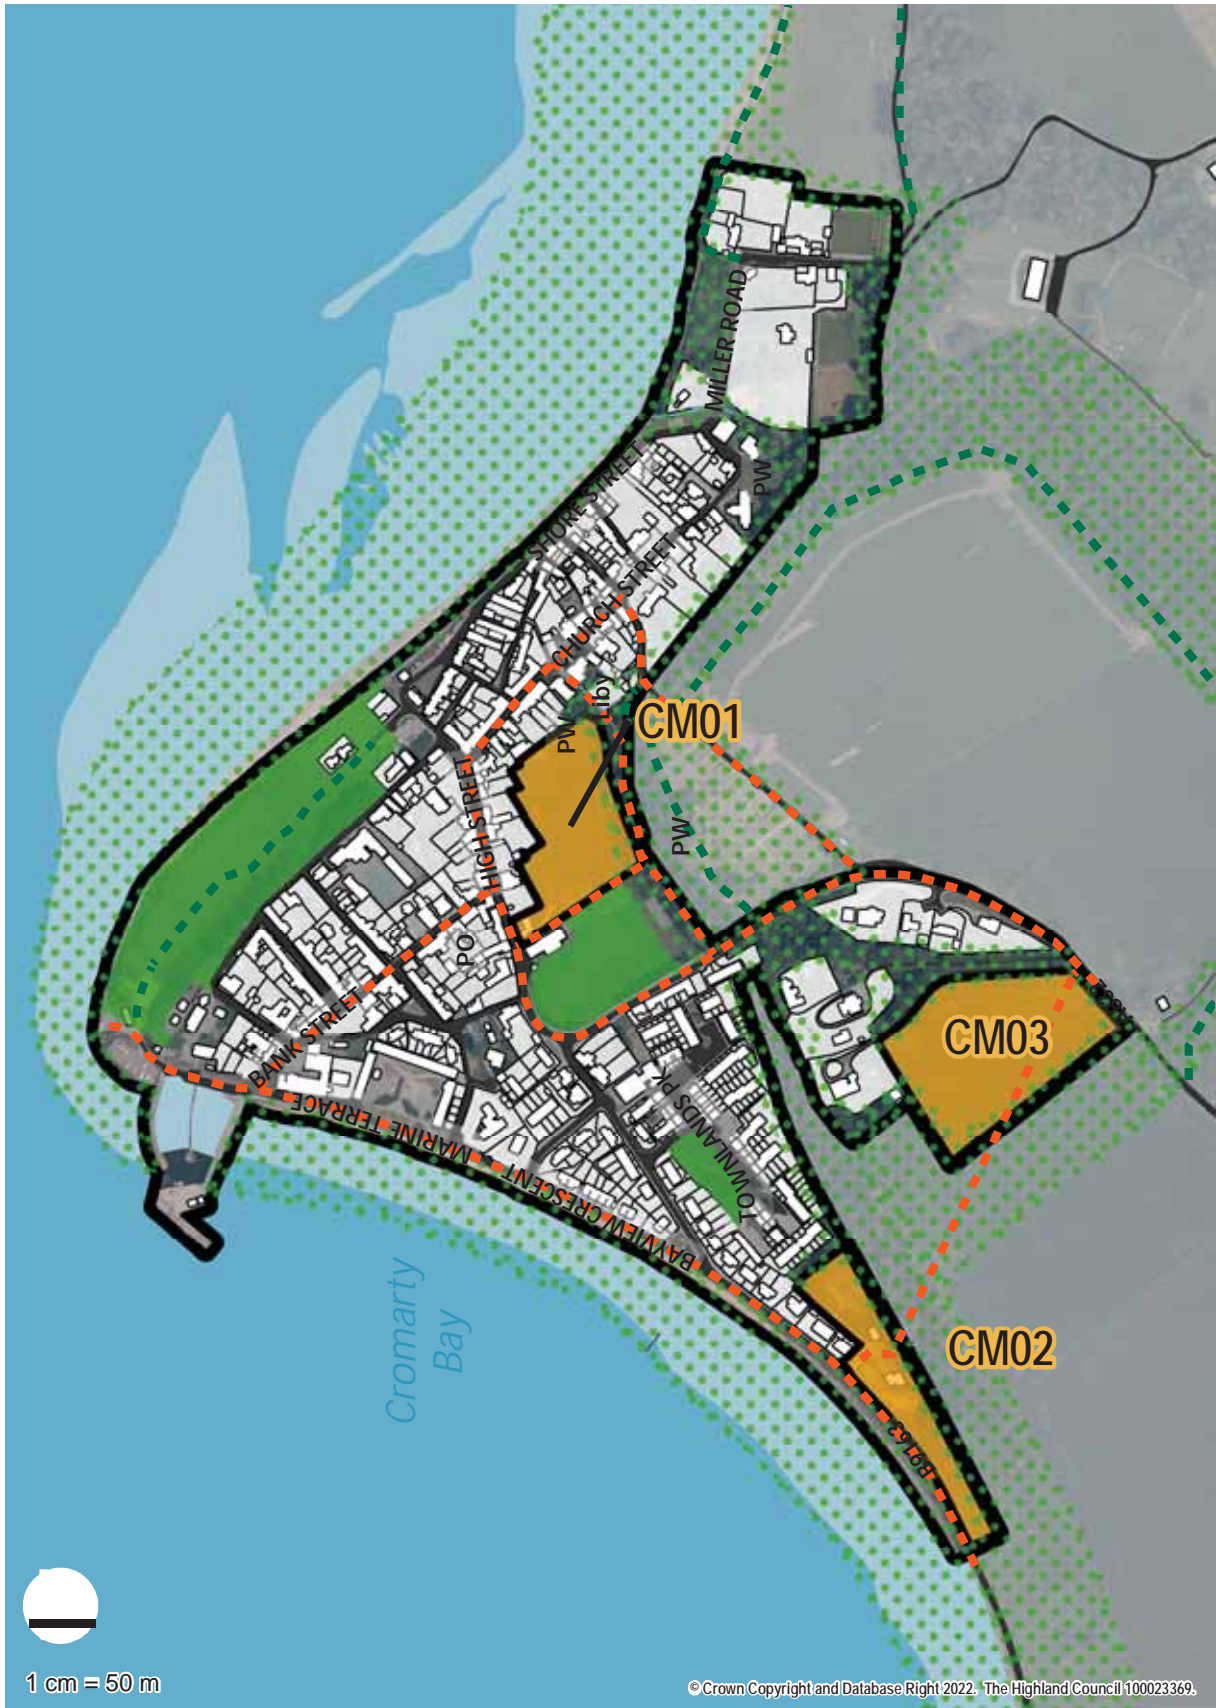 MILLER ROAD
SHORE STREET
PW
CHURCH STREET
Liby
PW
CM01
HIGH STREET
PW
PO
BANK STREET
MARINE TERRACE
CM03
TOWNLANDS PK
BAYVIEW CRESCENT
Cromarty
Bay
CM02
B9163
1 cm = 50 m
© Crown Copyright and Database Right 2022. The Highland Council 100023369.